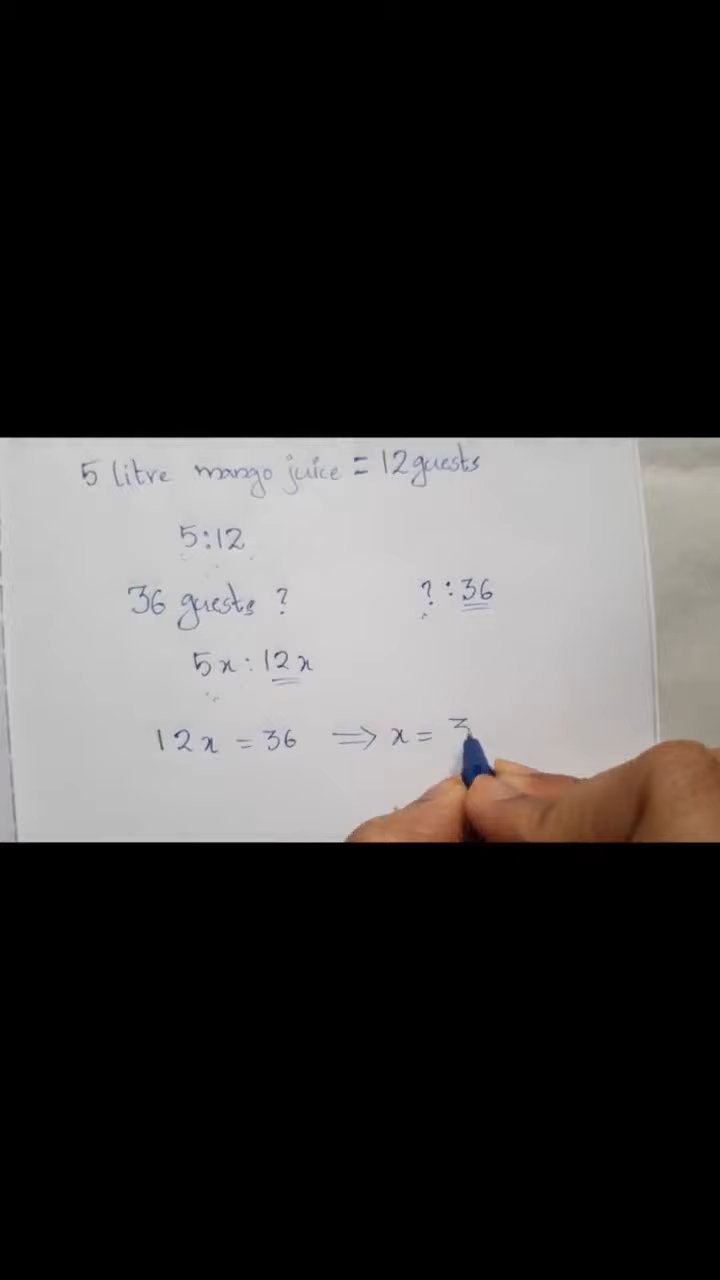 5 litre mango juice = 12 guests
5:12
36 guests ?
? : 36
5x : 12x
12x = 36 ⟹ x = 3